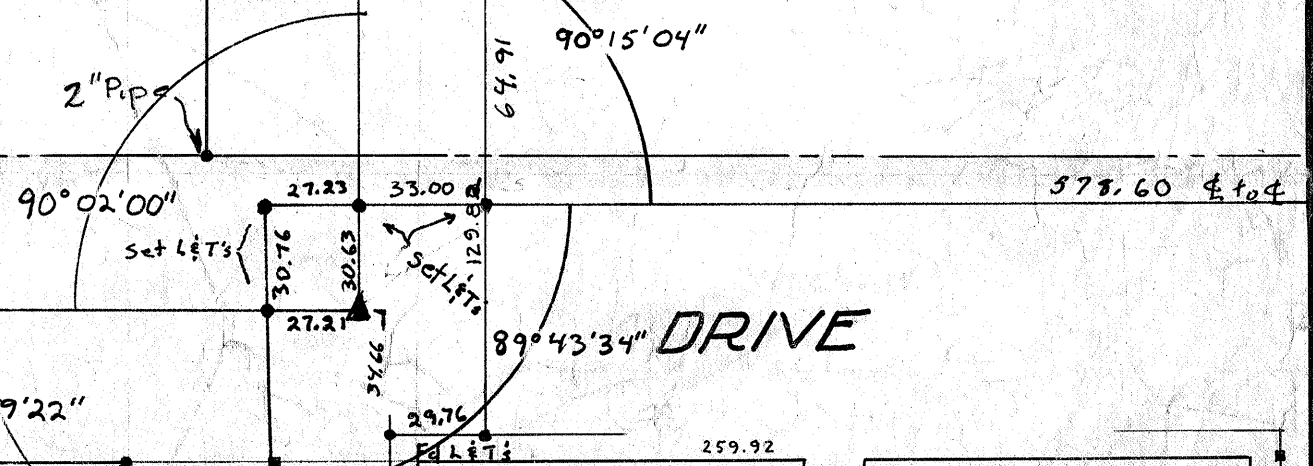 90°15'04"
64.91
2"Pipe
578.60 ℄ to ℄
27.23
33.00
90°02'00"
129.82
Set L&T's
30.76
30.63
Set L&T's
27.21
34.66
89°43'34"
DRIVE
9'22"
29.76
Fd L&T's
259.92